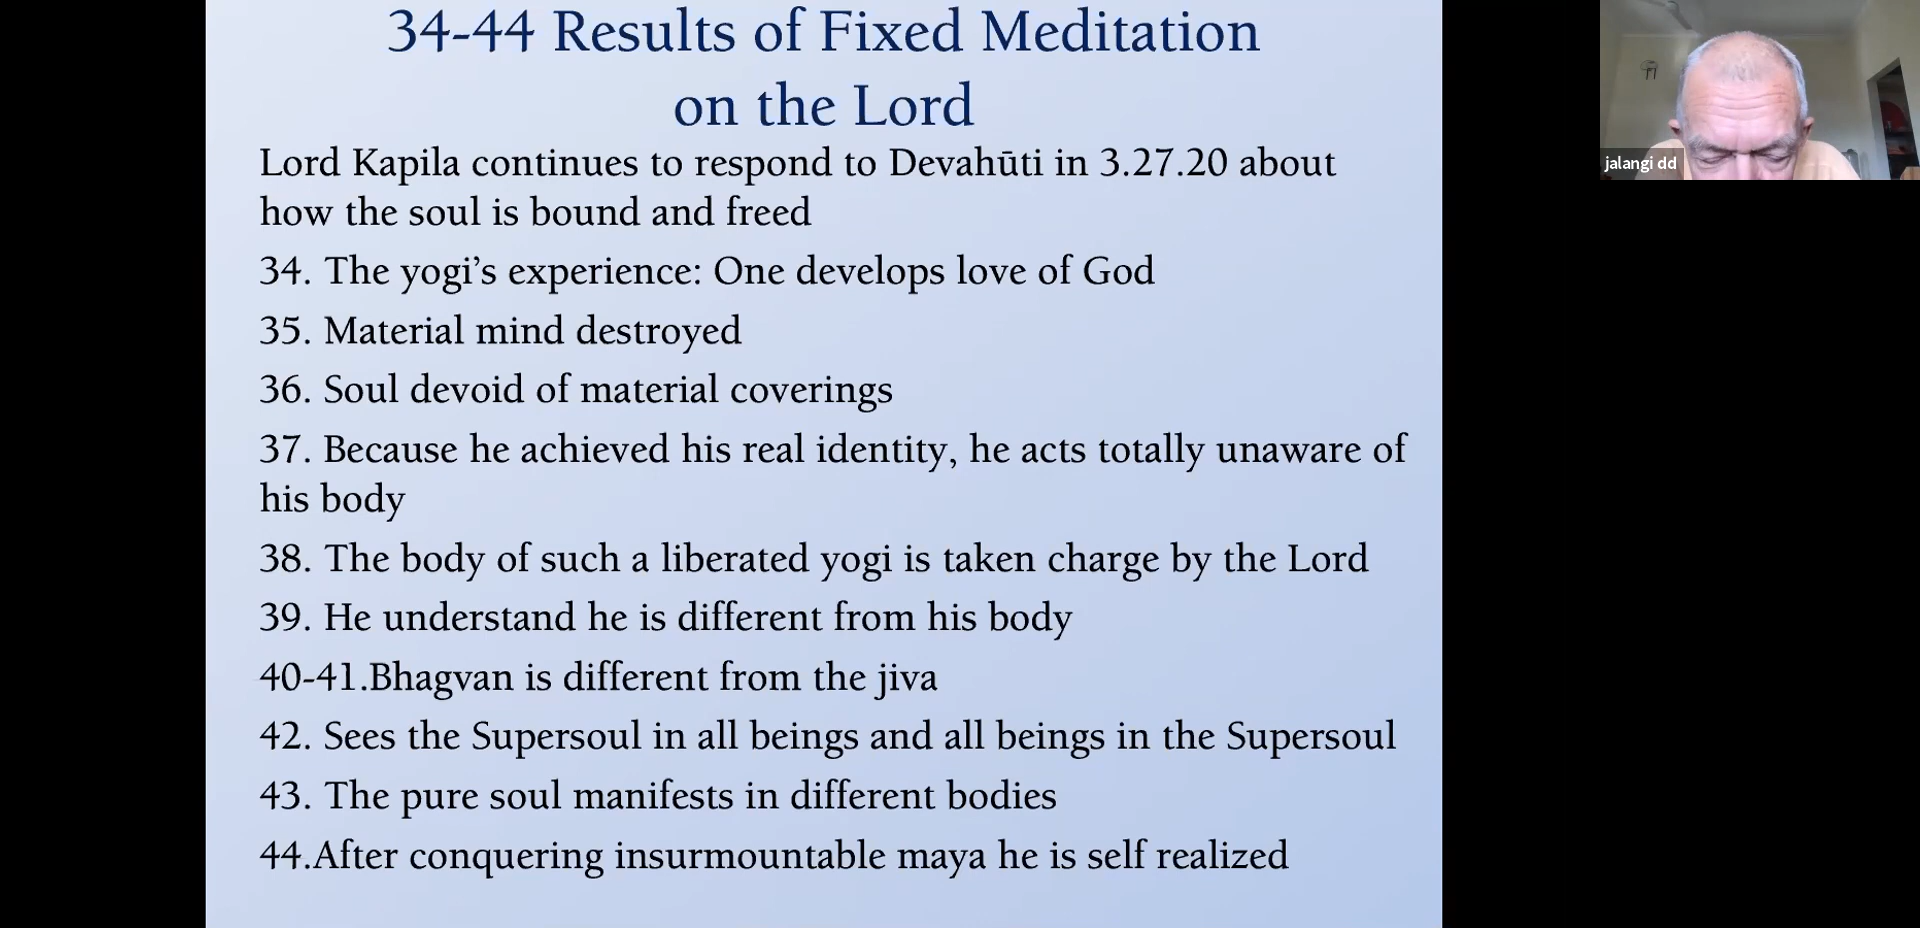 34-44 Results of Fixed Meditation
on the Lord
Lord Kapila continues to respond to Devahūti in 3.27.20 about
how the soul is bound and freed
34. The yogi’s experience: One develops love of God
35. Material mind destroyed
36. Soul devoid of material coverings
37. Because he achieved his real identity, he acts totally unaware of
his body
38. The body of such a liberated yogi is taken charge by the Lord
39. He understand he is different from his body
40-41.Bhagvan is different from the jiva
42. Sees the Supersoul in all beings and all beings in the Supersoul
43. The pure soul manifests in different bodies
44.After conquering insurmountable maya he is self realized
jalangi dd